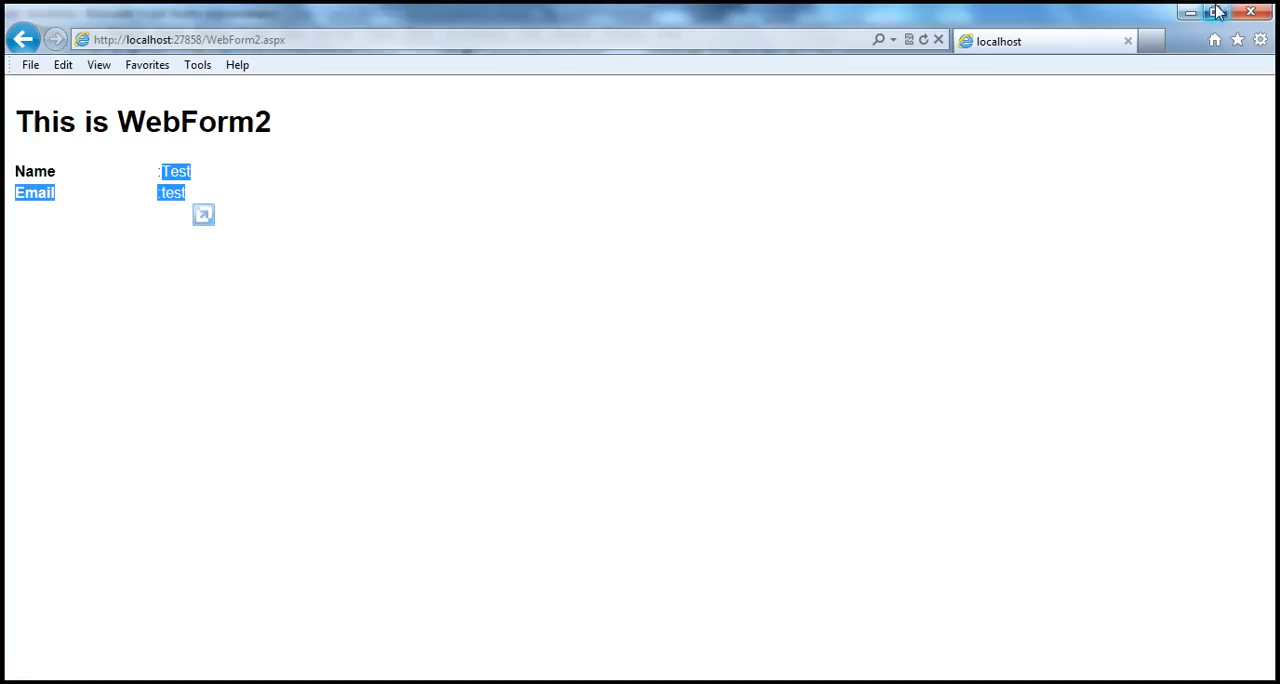 http://localhost:27858/WebForm2.aspx
localhost
File Edit View Favorites Tools Help
This is WebForm2
Name :Test
Email :test